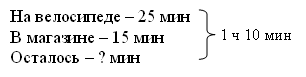 На велосипеде – 25 мин
В магазине – 15 мин
Осталось – ? мин
1 ч 10 мин